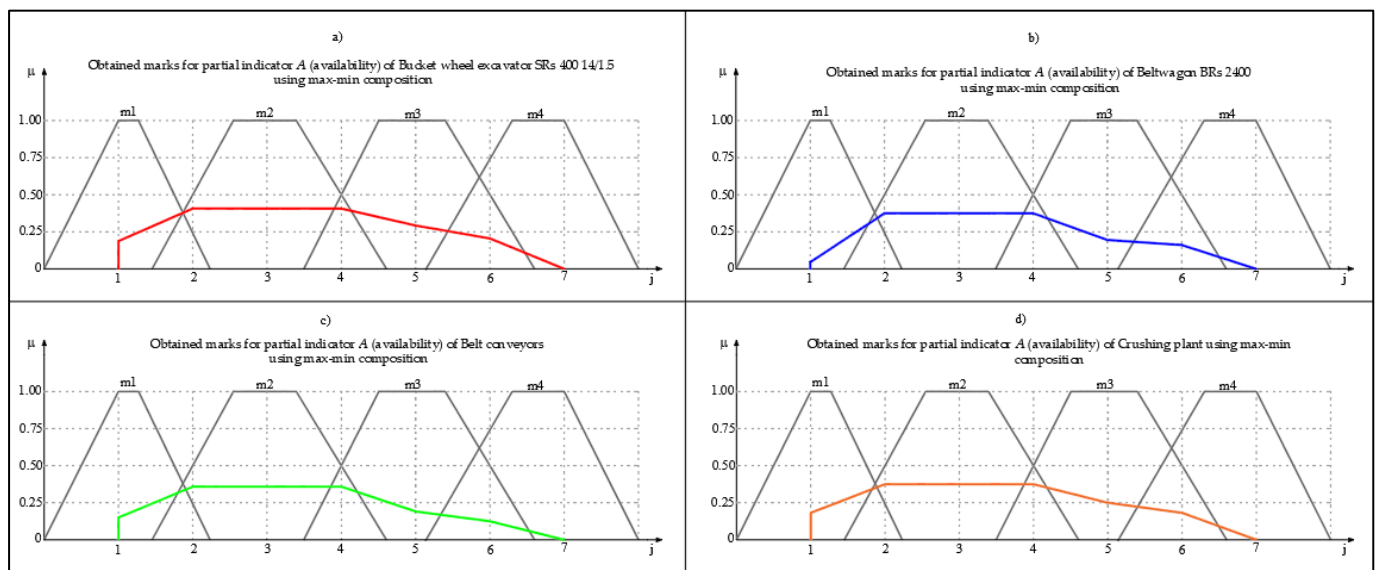 a)
Obtained marks for partial indicator A (availability) of Bucket wheel excavator SRs 400 14/1.5
using max-min composition
μ
m1
m2
m3
m4
1.00
0.75
0.50
0.25
0
1 2 3 4 5 6 7 j
b)
Obtained marks for partial indicator A (availability) of Beltwagon BRs 2400
using max-min composition
μ
m1
m2
m3
m4
1.00
0.75
0.50
0.25
0
1 2 3 4 5 6 7 j
c)
Obtained marks for partial indicator A (availability) of Belt conveyors
using max-min composition
μ
m1
m2
m3
m4
1.00
0.75
0.50
0.25
0
1 2 3 4 5 6 7 j
d)
Obtained marks for partial indicator A (availability) of Crushing plant using max-min
composition
μ
m1
m2
m3
m4
1.00
0.75
0.50
0.25
0
1 2 3 4 5 6 7 j